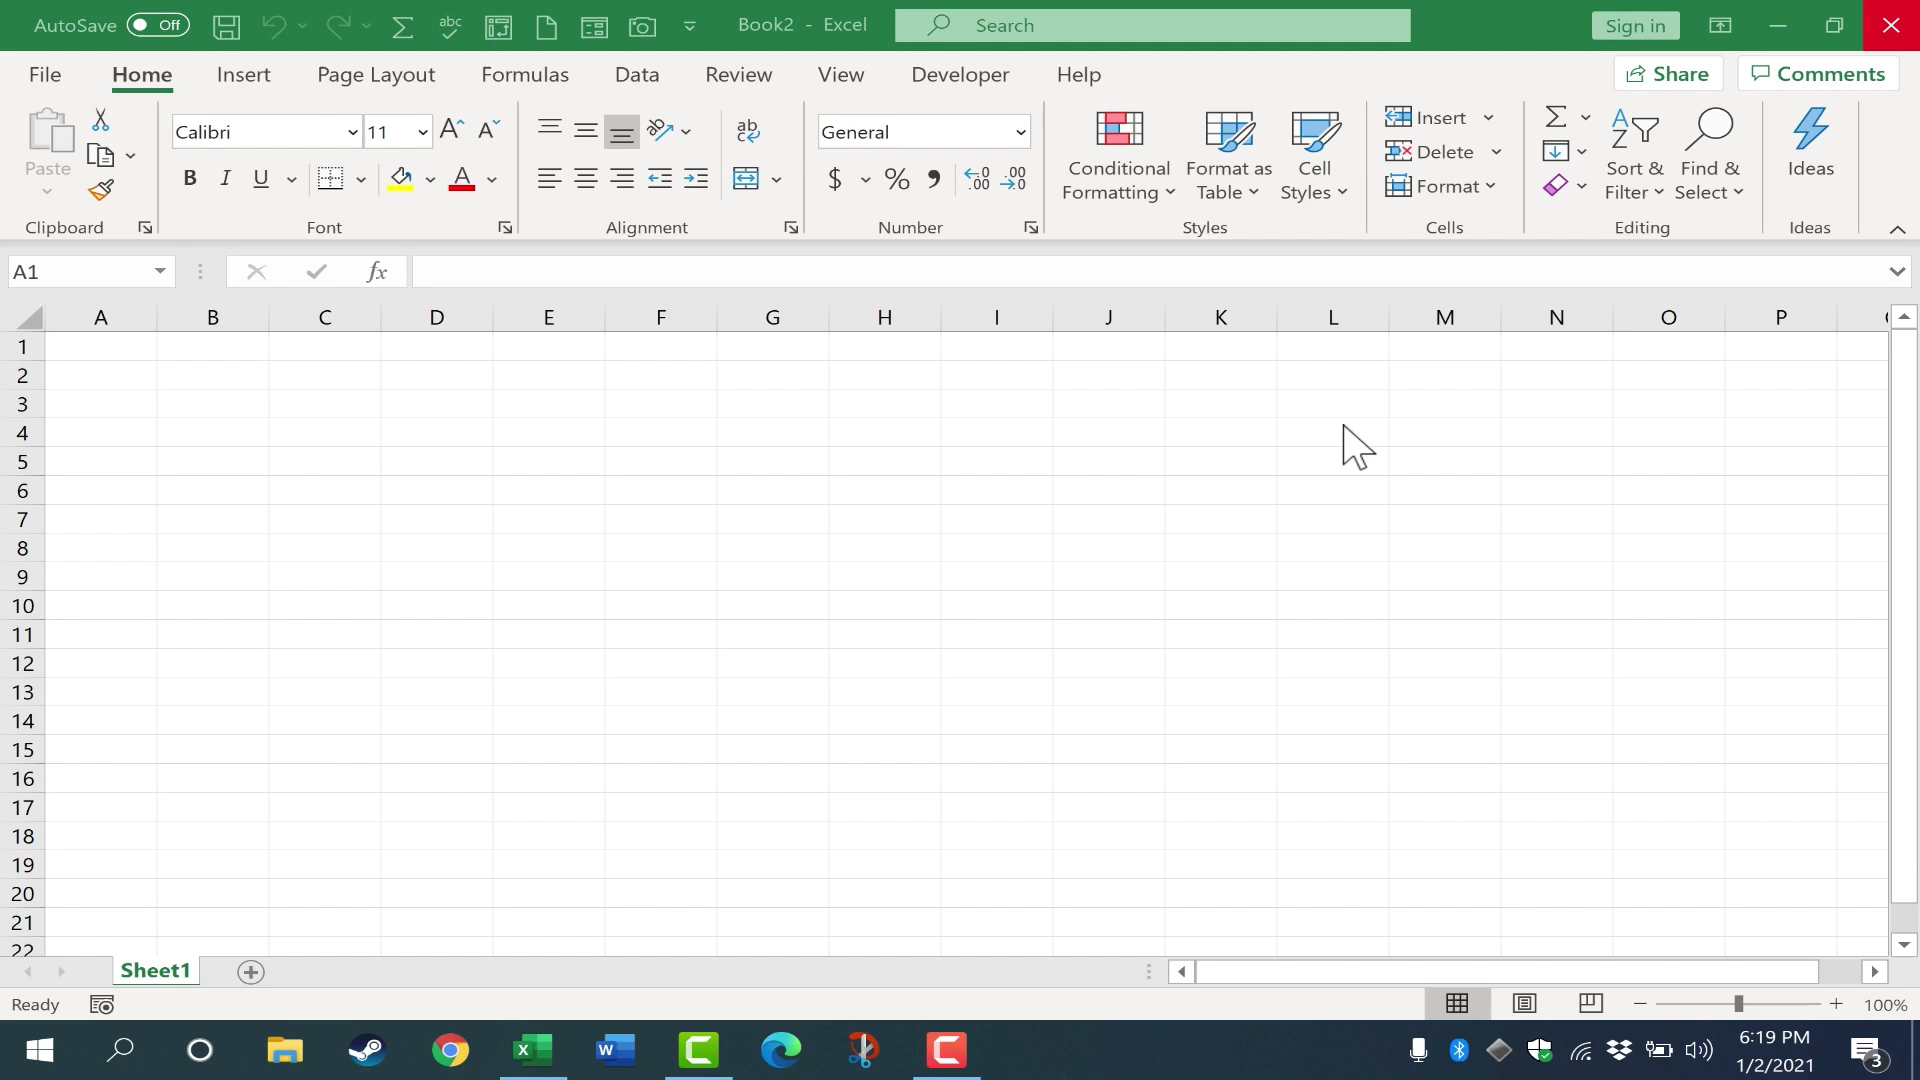 AutoSave Off Book2 - Excel Search Sign in
File Home Insert Page Layout Formulas Data Review View Developer Help Share Comments
Paste
Calibri 11
B I U
ab
General
$ % 9
Conditional Formatting
Format as Table
Cell Styles
Insert
Delete
Format
Sort & Filter
Find & Select
Ideas
Clipboard Font Alignment Number Styles Cells Editing Ideas
A1 fx
A B C D E F G H I J K L M N O P
1
2
3
4
5
6
7
8
9
10
11
12
13
14
15
16
17
18
19
20
21
22
Sheet1
Ready 100%
6:19 PM
1/2/2021
3